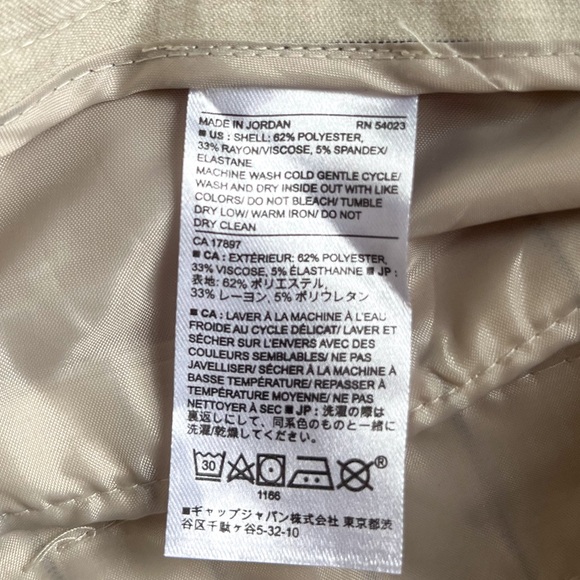 MADE IN JORDAN RN 54023
■ US : SHELL: 62% POLYESTER,
33% RAYON/VISCOSE, 5% SPANDEX/
ELASTANE
MACHINE WASH COLD GENTLE CYCLE/
WASH AND DRY INSIDE OUT WITH LIKE
COLORS/ DO NOT BLEACH/ TUMBLE
DRY LOW/ WARM IRON/ DO NOT
DRY CLEAN
CA 17897
■ CA : EXTÉRIEUR: 62% POLYESTER,
33% VISCOSE, 5% ÉLASTHANNE ■ JP :
表地: 62% ポリエステル,
33% レーヨン, 5% ポリウレタン
■ CA : LAVER À LA MACHINE À L'EAU
FROIDE AU CYCLE DÉLICAT/ LAVER ET
SÉCHER SUR L'ENVERS AVEC DES
COULEURS SEMBLABLES/ NE PAS
JAVELLISER/ SÉCHER À LA MACHINE À
BASSE TEMPÉRATURE/ REPASSER À
TEMPÉRATURE MOYENNE/ NE PAS
NETTOYER À SEC ■ JP : 洗濯の際は
裏返しにして、同系色のものと一緒に
洗濯/乾燥してください。
30 ®
1166
■ギャップジャパン株式会社 東京都渋
谷区千駄ヶ谷5-32-10